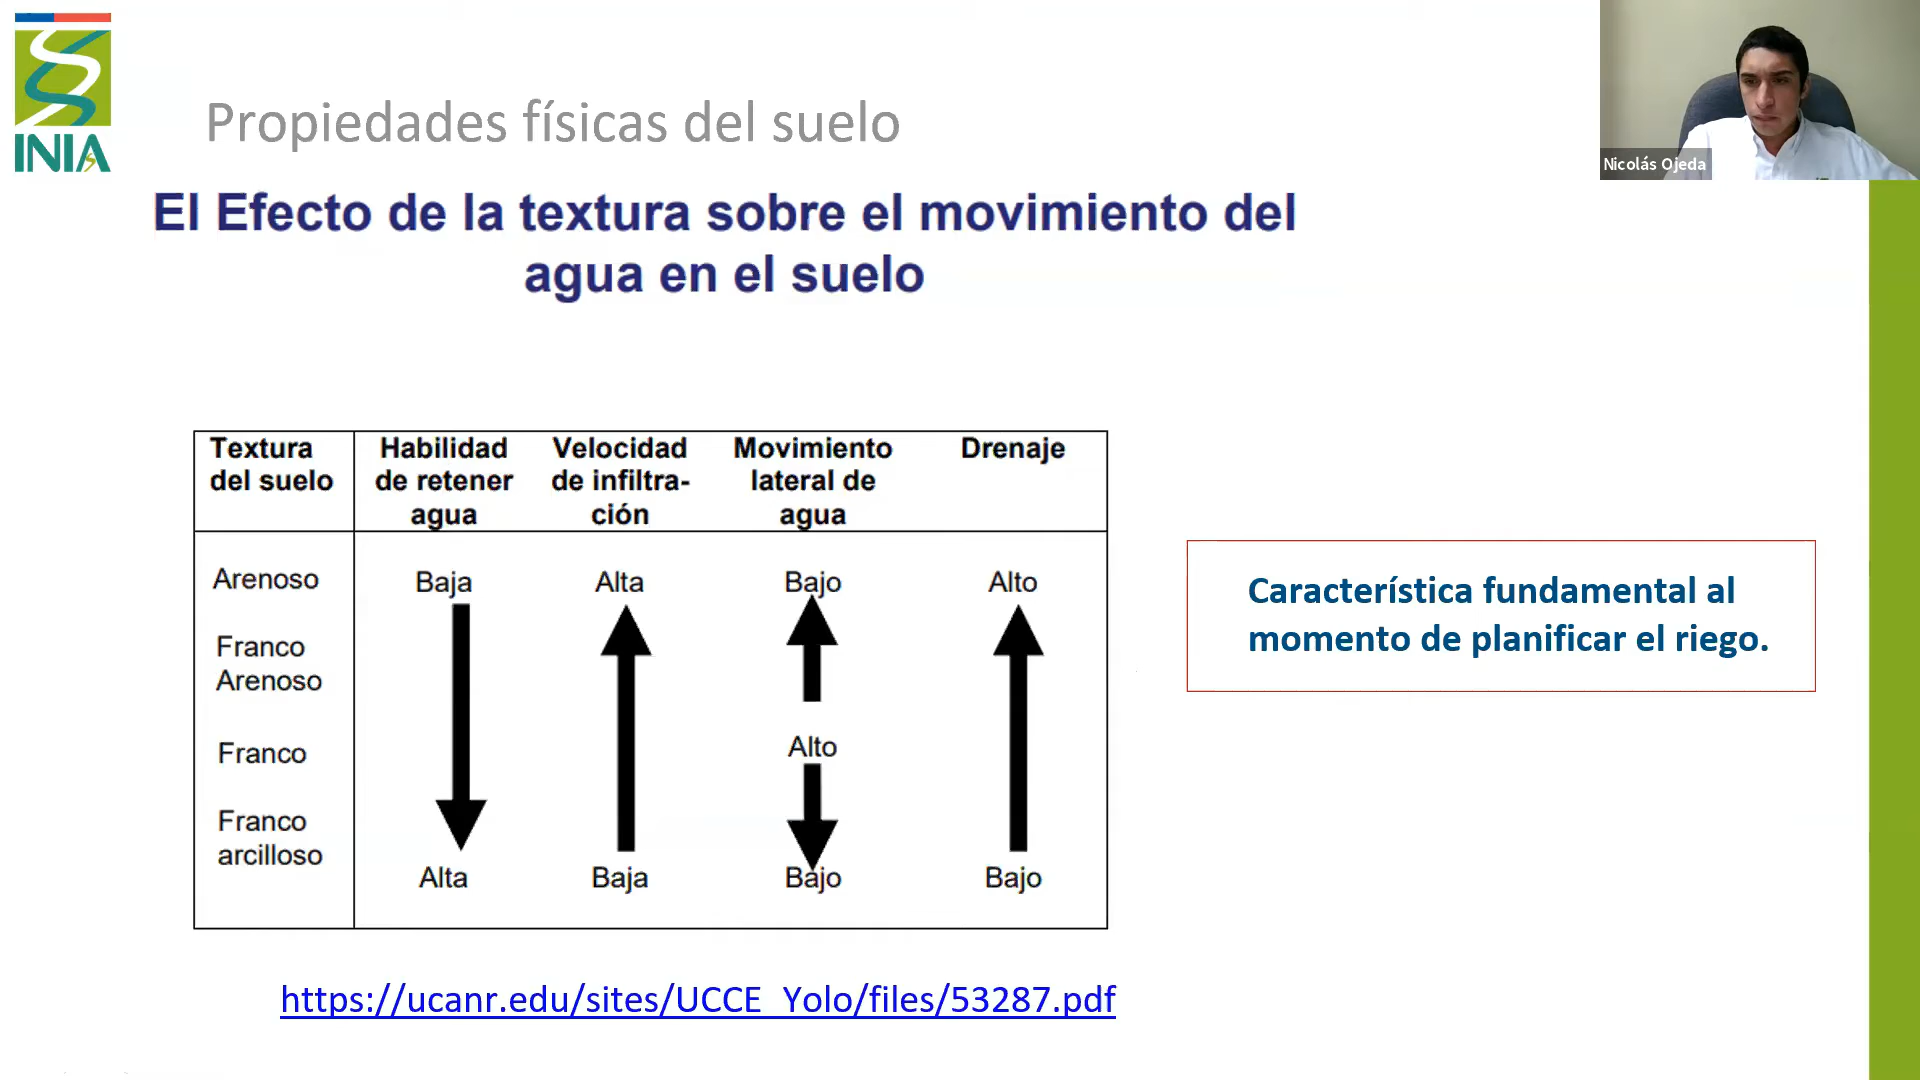 INIA
Propiedades físicas del suelo
El Efecto de la textura sobre el movimiento del
agua en el suelo
Nicolás Ojeda
Textura
del suelo
Habilidad
de retener
agua
Velocidad
de infiltra-
ción
Movimiento
lateral de
agua
Drenaje
Arenoso
Baja
Alta
Bajo
Alto
Franco
Arenoso
Franco
Alto
Franco
arcilloso
Alta
Baja
Bajo
Bajo
Característica fundamental al
momento de planificar el riego.
https://ucanr.edu/sites/UCCE_Yolo/files/53287.pdf